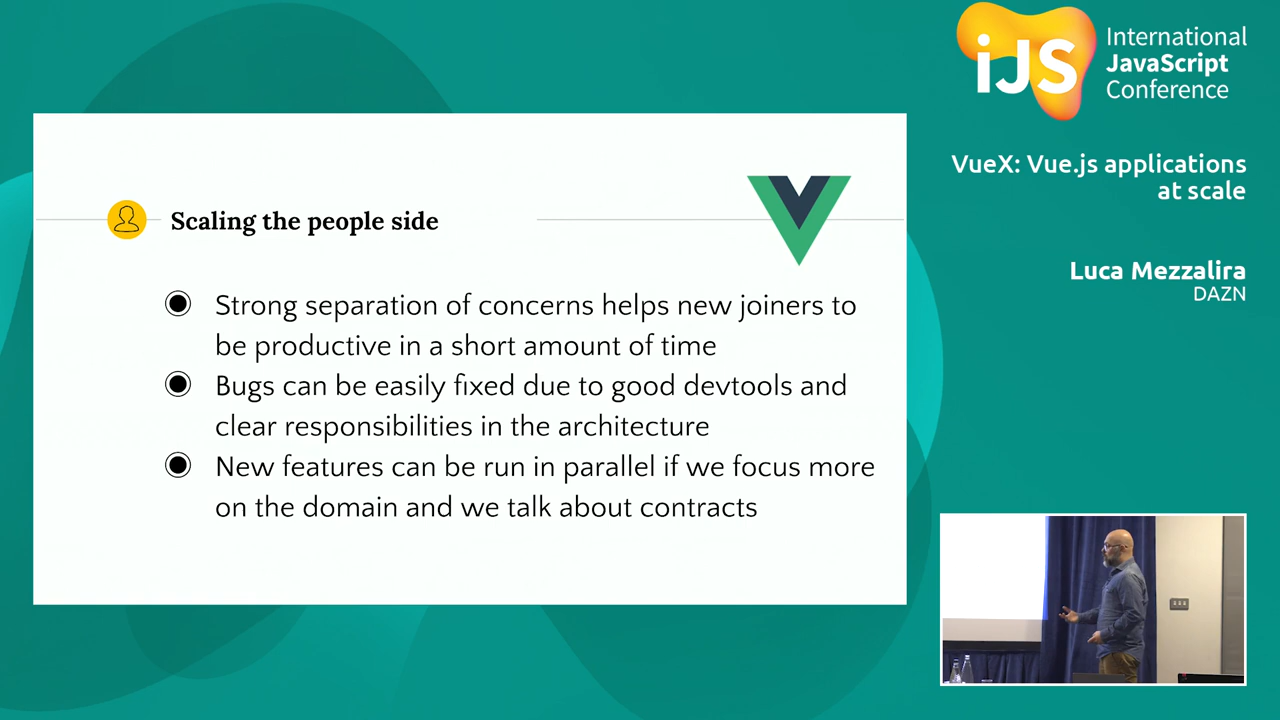 iJS
International
JavaScript
Conference
VueX: Vue.js applications
at scale
Luca Mezzalira
DAZN
Scaling the people side
Strong separation of concerns helps new joiners to
be productive in a short amount of time
Bugs can be easily fixed due to good devtools and
clear responsibilities in the architecture
New features can be run in parallel if we focus more
on the domain and we talk about contracts